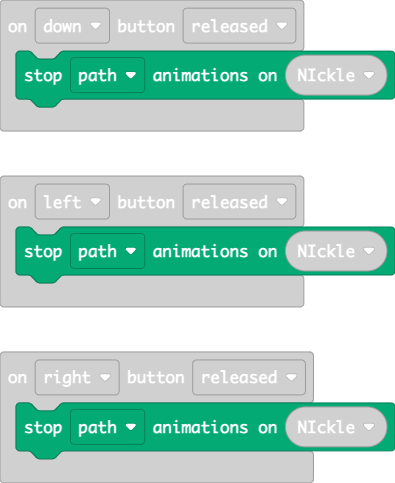 on down button released
stop path animations on NIckle
on left button released
stop path animations on NIckle
on right button released
stop path animations on NIckle